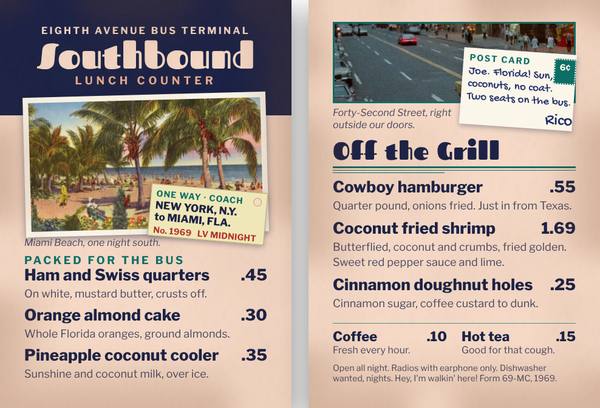 EIGHTH AVENUE BUS TERMINAL
Southbound
LUNCH COUNTER
ONE WAY · COACH
NEW YORK, N.Y.
to MIAMI, FLA.
No. 1969 LV MIDNIGHT
Miami Beach, one night south.
PACKED FOR THE BUS
Ham and Swiss quarters .45
On white, mustard butter, crusts off.
Orange almond cake .30
Whole Florida oranges, ground almonds.
Pineapple coconut cooler .35
Sunshine and coconut milk, over ice.
POST CARD
6¢
Joe. Florida! Sun,
coconuts, no coat.
Two seats on the bus.
Rico
Forty-Second Street, right
outside our doors.
Off the Grill
Cowboy hamburger .55
Quarter pound, onions fried. Just in from Texas.
Coconut fried shrimp 1.69
Butterflied, coconut and crumbs, fried golden.
Sweet red pepper sauce and lime.
Cinnamon doughnut holes .25
Cinnamon sugar, coffee custard to dunk.
Coffee .10 Hot tea .15
Fresh every hour. Good for that cough.
Open all night. Radios with earphone only. Dishwasher
wanted, nights. Hey, I'm walkin' here! Form 69-MC, 1969.